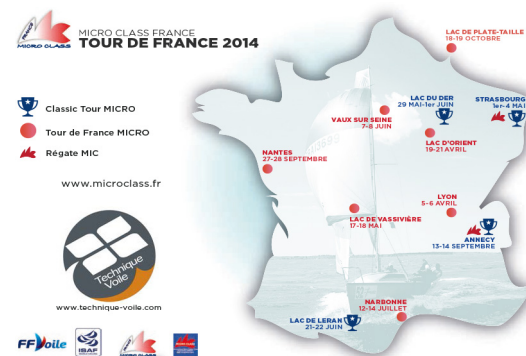 MICRO CLASS FRANCE
TOUR DE FRANCE 2014
FRANCE
MICRO CLASS
Classic Tour MICRO
Tour de France MICRO
Régate MIC
www.microclass.fr
Technique
Voile
www.technique-voile.com
FFVoile
ISAF
MICRO CLASS
LAC DE PLATE-TAILLE
18-19 OCTOBRE
LAC DU DER
29 MAI-1er JUIN
STRASBOURG
1er-4 MAI
VAUX SUR SEINE
7-8 JUIN
LAC D'ORIENT
19-21 AVRIL
NANTES
27-28 SEPTEMBRE
LYON
5-6 AVRIL
LAC DE VASSIVIÈRE
17-18 MAI
ANNECY
13-14 SEPTEMBRE
NARBONNE
12-14 JUILLET
LAC DE LERAN
21-22 JUIN